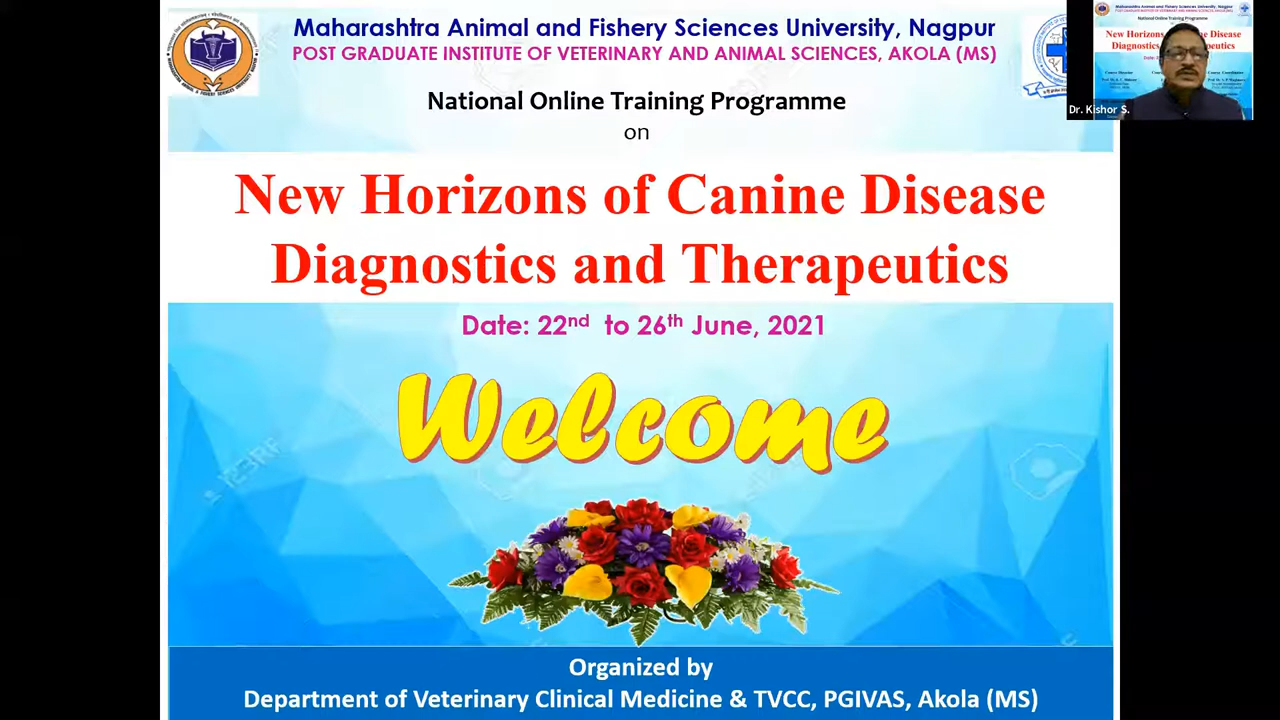 Maharashtra Animal and Fishery Sciences University, Nagpur
POST GRADUATE INSTITUTE OF VETERINARY AND ANIMAL SCIENCES, AKOLA (MS)
National Online Training Programme
on
New Horizons of Canine Disease
Diagnostics and Therapeutics
Date: 22nd to 26th June, 2021
Welcome
Organized by
Department of Veterinary Clinical Medicine & TVCC, PGIVAS, Akola (MS)
Dr. Kishor S.